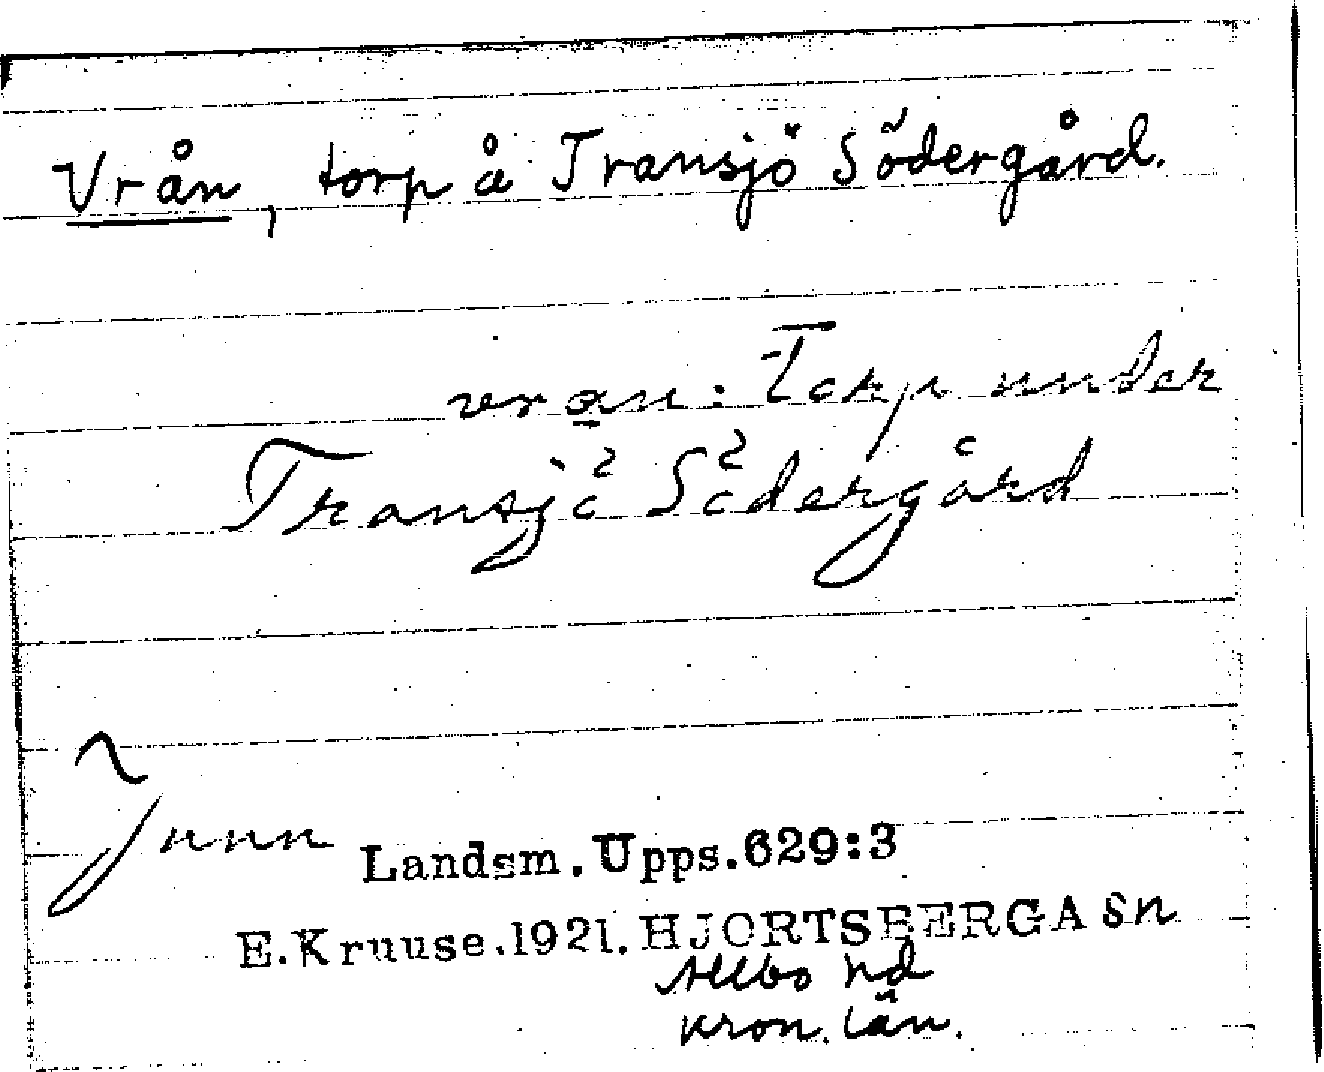 Vrån, torp å Transjö Södergård.
vrån: Torp under
Transjö Södergård
Landsm. Upps. 629:3
E. Kruuse. 1921. HJORTSBERGA Sn
Allbo hd
Kron. län.